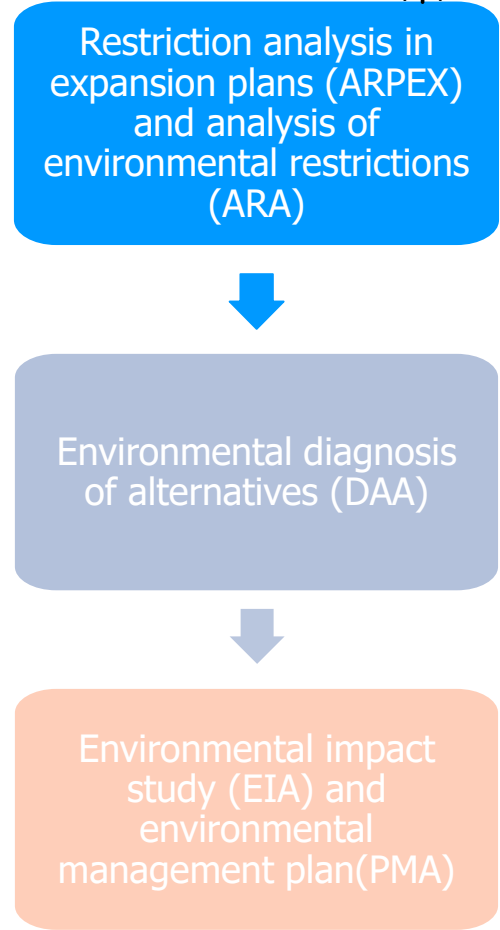 Restriction analysis in
expansion plans (ARPEX)
and analysis of
environmental restrictions
(ARA)
Environmental diagnosis
of alternatives (DAA)
Environmental impact
study (EIA) and
environmental
management plan(PMA)